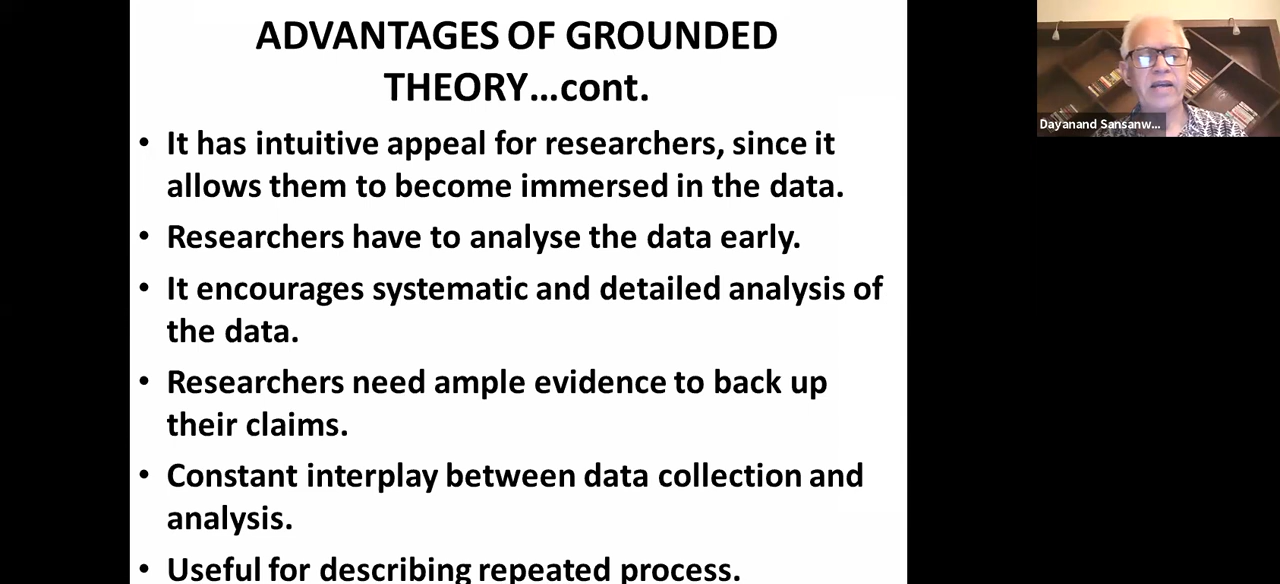 ADVANTAGES OF GROUNDED
THEORY...cont.
• It has intuitive appeal for researchers, since it
allows them to become immersed in the data.
• Researchers have to analyse the data early.
• It encourages systematic and detailed analysis of
the data.
• Researchers need ample evidence to back up
their claims.
• Constant interplay between data collection and
analysis.
• Useful for describing repeated process.
Dayanand Sansanw...